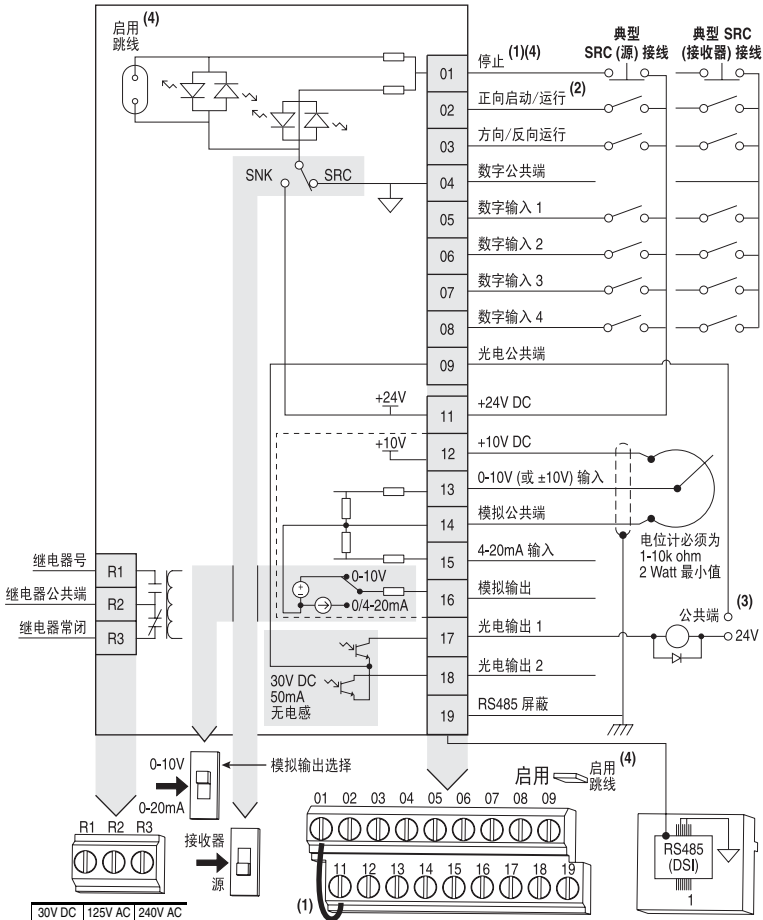 启用 (4)
跳线
典型
SRC (源) 接线
典型 SRC
(接收器) 接线
01 停止 (1)(4)
02 正向启动/运行 (2)
03 方向/反向运行
SNK SRC
04 数字公共端
05 数字输入 1
06 数字输入 2
07 数字输入 3
08 数字输入 4
09 光电公共端
+24V
11 +24V DC
+10V
12 +10V DC
13 0-10V (或 ±10V) 输入
14 模拟公共端
电位计必须为
1-10k ohm
2 Watt 最小值
15 4-20mA 输入
继电器号 R1
继电器公共端 R2
继电器常闭 R3
0-10V
0/4-20mA
16 模拟输出
公共端 (3)
24V
17 光电输出 1
30V DC
50mA
无电感
18 光电输出 2
19 RS485 屏蔽
0-10V
0-20mA
模拟输出选择
启用 启用 (4)
跳线
01 02 03 04 05 06 07 08 09
11 12 13 14 15 16 17 18 19
(1)
R1 R2 R3
接收器
源
RS485
(DSI)
1
30V DC 125V AC 240V AC